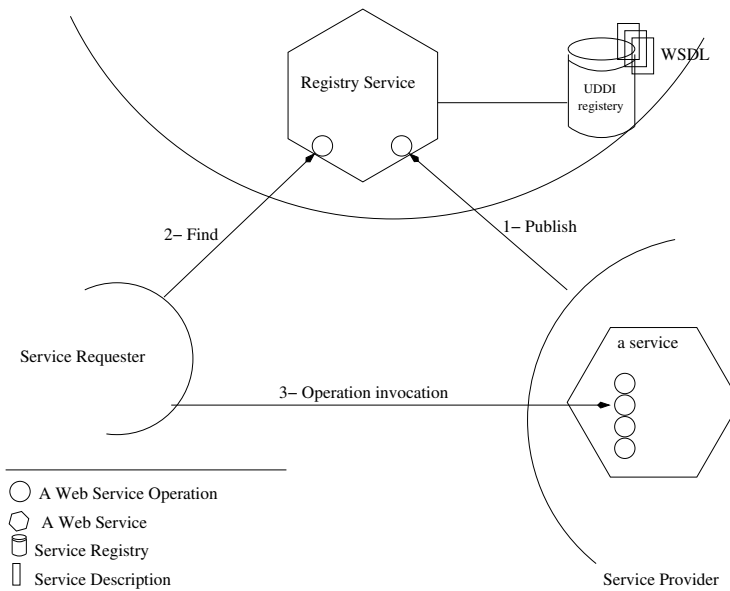 Registry Service
WSDL
UDDI
registery
2− Find
1− Publish
Service Requester
a service
3− Operation invocation
A Web Service Operation
A Web Service
Service Registry
Service Description
Service Provider